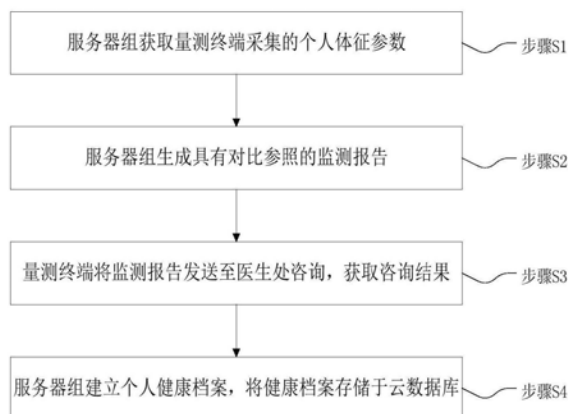 服务器组获取量测终端采集的个人体征参数
步骤S1
服务器组生成具有对比参照的监测报告
步骤S2
量测终端将监测报告发送至医生处咨询，获取咨询结果
步骤S3
服务器组建立个人健康档案，将健康档案存储于云数据库
步骤S4